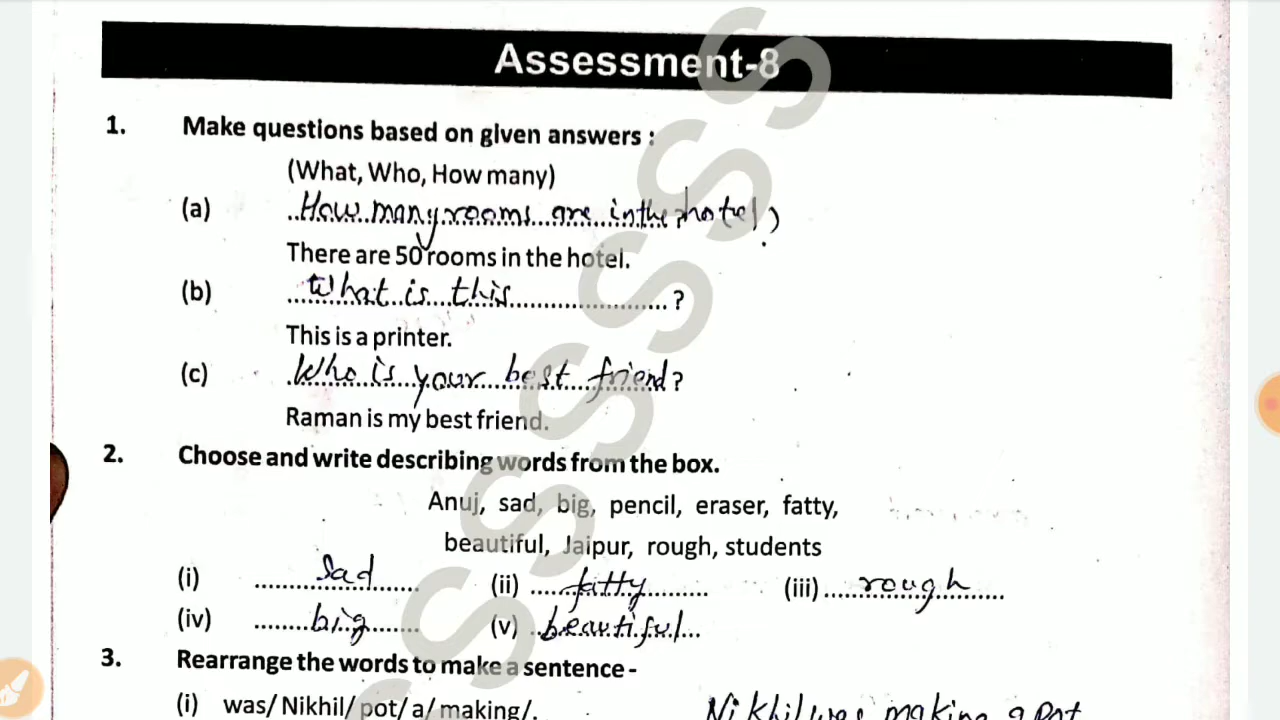 Assessment-8
1. Make questions based on given answers :
(What, Who, How many)
(a) How many rooms are in the hotel ?
There are 50 rooms in the hotel.
(b) What is this ?
This is a printer.
(c) Who is your best friend?
Raman is my best friend.
2. Choose and write describing words from the box.
Anuj, sad, big, pencil, eraser, fatty,
beautiful, Jaipur, rough, students
(i) sad (ii) fatty (iii) rough
(iv) big (v) beautiful
3. Rearrange the words to make a sentence -
(i) was/ Nikhil/ pot/ a/ making/. Nikhil was making a pot
SSSSSS